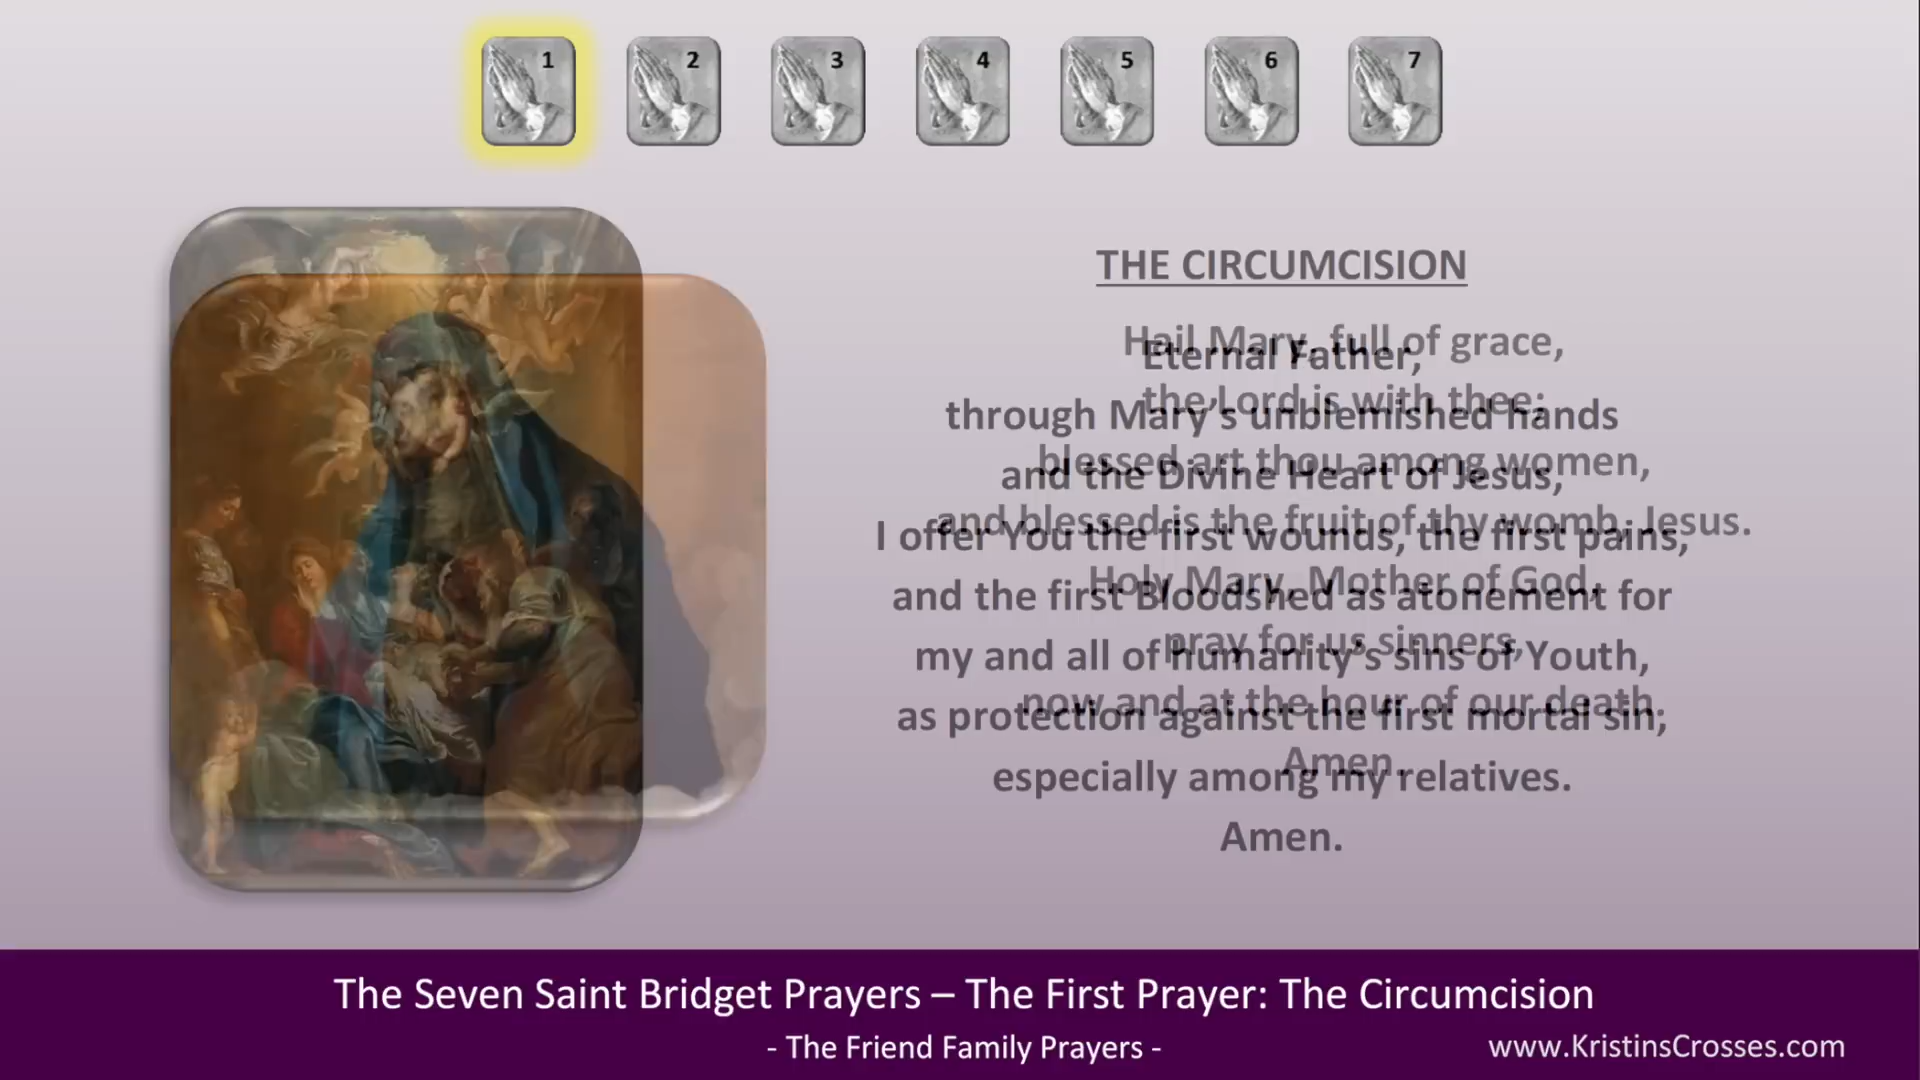 1 2 3 4 5 6 7
THE CIRCUMCISION
Hail Mary, full of grace,
Eternal Father,
the Lord is with thee;
through Mary’s unblemished hands
blessed art thou among women,
and the Divine Heart of Jesus,
and blessed is the fruit of thy womb, Jesus.
I offer You the first wounds, the first pains,
Holy Mary, Mother of God,
and the first Bloodshed as atonement for
pray for us sinners,
my and all of humanity’s sins of Youth,
now and at the hour of our death.
as protection against the first mortal sin;
Amen.
especially among my relatives.
Amen.
The Seven Saint Bridget Prayers – The First Prayer: The Circumcision
- The Friend Family Prayers -
www.KristinsCrosses.com